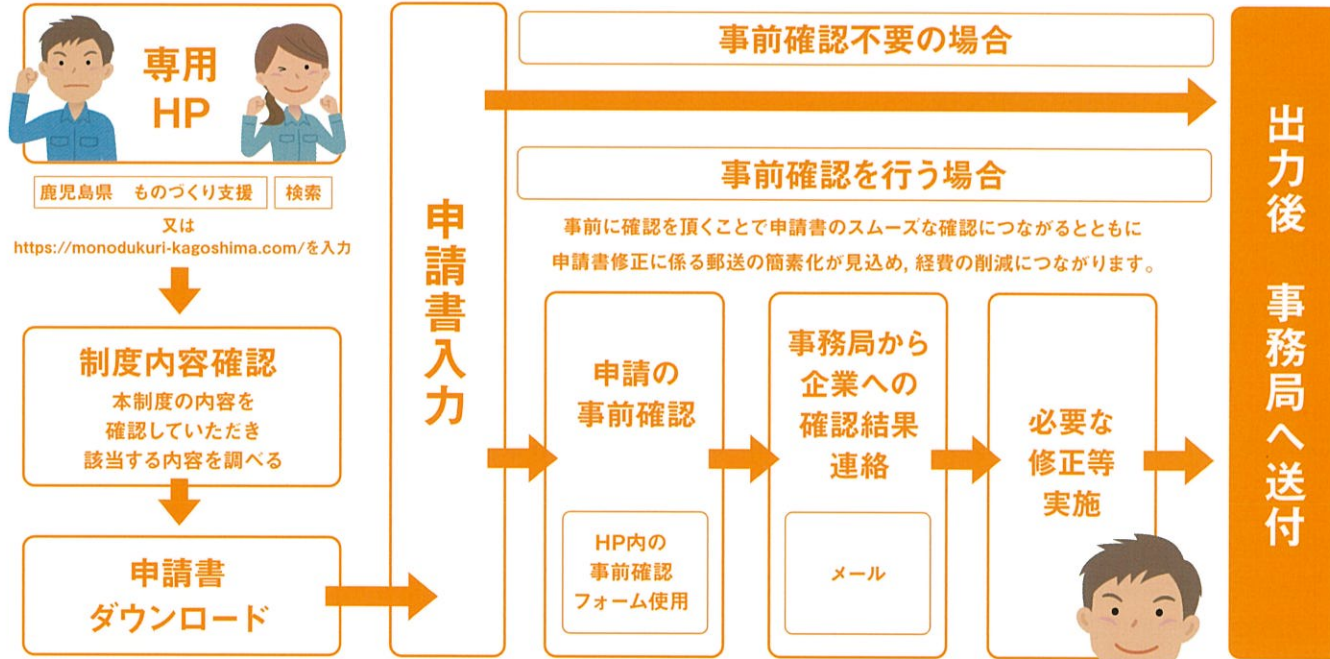 専用
HP
鹿児島県 ものづくり支援 検索
又は
https://monodukuri-kagoshima.com/を入力
制度内容確認
本制度の内容を
確認していただき
該当する内容を調べる
申請書
ダウンロード
申請書入力
事前確認不要の場合
事前確認を行う場合
事前に確認を頂くことで申請書のスムーズな確認につながるとともに
申請書修正に係る郵送の簡素化が見込め,経費の削減につながります。
申請の
事前確認
HP内の
事前確認
フォーム使用
事務局から
企業への
確認結果
連絡
メール
必要な
修正等
実施
出力後 事務局へ送付